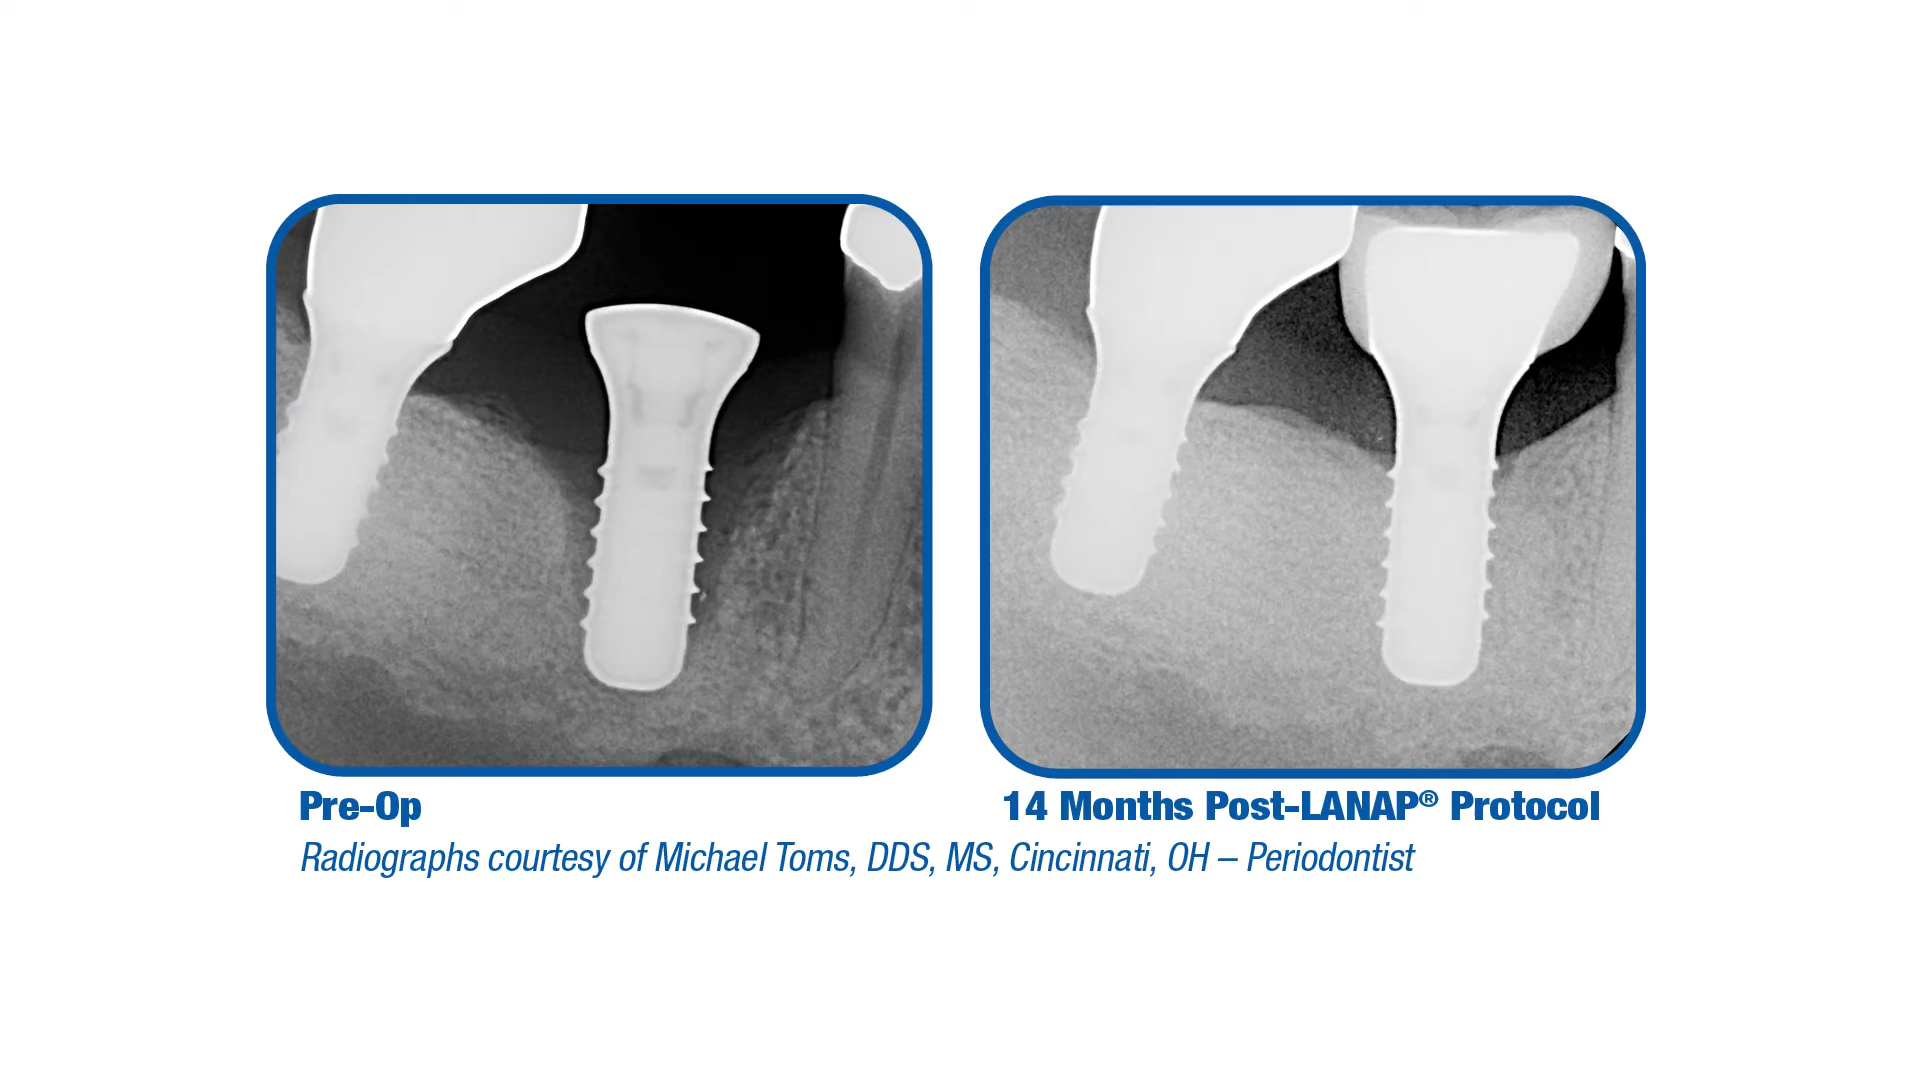 Pre-Op
14 Months Post-LANAP® Protocol
Radiographs courtesy of Michael Toms, DDS, MS, Cincinnati, OH – Periodontist